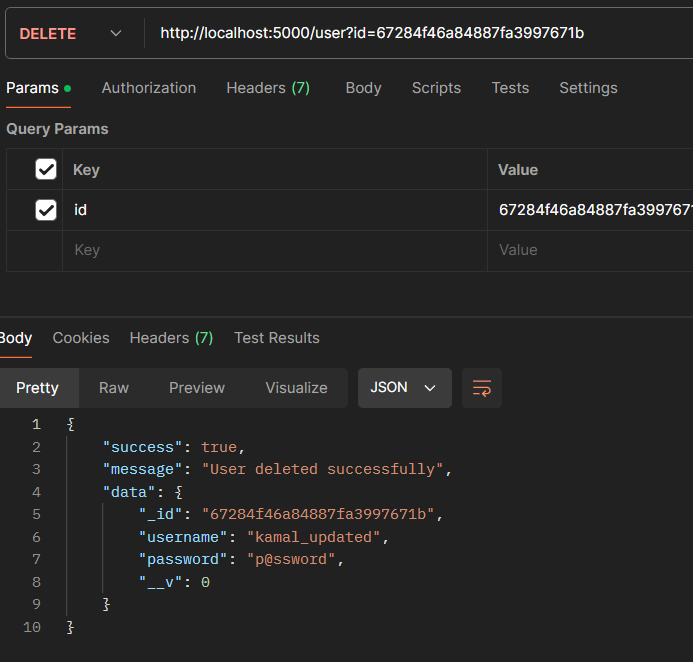 DELETE http://localhost:5000/user?id=67284f46a84887fa3997671b
Params Authorization Headers (7) Body Scripts Tests Settings
Query Params
Key Value
id 67284f46a84887fa3997671
Key Value
Body Cookies Headers (7) Test Results
Pretty Raw Preview Visualize JSON
1 {
2 "success": true,
3 "message": "User deleted successfully",
4 "data": {
5 "_id": "67284f46a84887fa3997671b",
6 "username": "kamal_updated",
7 "password": "p@ssword",
8 "__v": 0
9 }
10 }